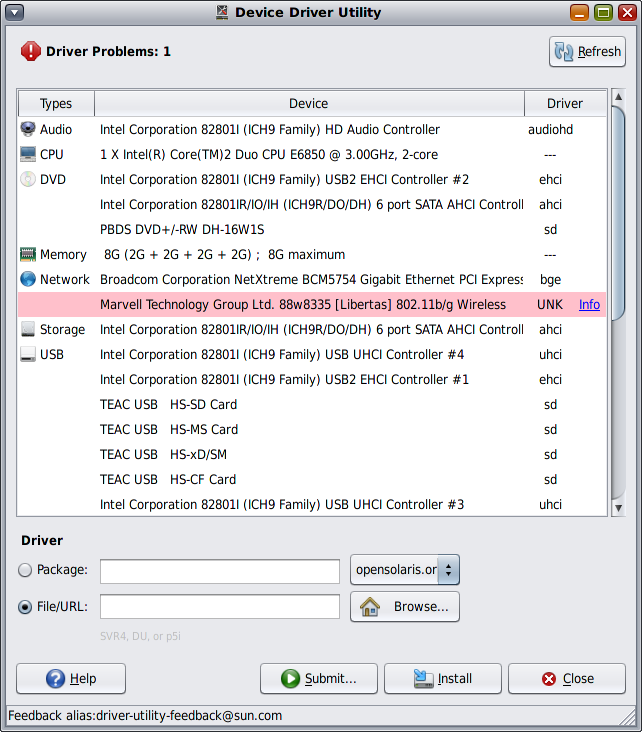 Device Driver Utility
Driver Problems: 1
Refresh
Types Device Driver
Audio Intel Corporation 82801I (ICH9 Family) HD Audio Controller audiohd
CPU 1 X Intel(R) Core(TM)2 Duo CPU E6850 @ 3.00GHz, 2-core ---
DVD Intel Corporation 82801I (ICH9 Family) USB2 EHCI Controller #2 ehci
Intel Corporation 82801IR/IO/IH (ICH9R/DO/DH) 6 port SATA AHCI Controll ahci
PBDS DVD+/-RW DH-16W1S sd
Memory 8G (2G + 2G + 2G + 2G) ; 8G maximum ---
Network Broadcom Corporation NetXtreme BCM5754 Gigabit Ethernet PCI Express bge
Marvell Technology Group Ltd. 88w8335 [Libertas] 802.11b/g Wireless UNK Info
Storage Intel Corporation 82801IR/IO/IH (ICH9R/DO/DH) 6 port SATA AHCI Controll ahci
USB Intel Corporation 82801I (ICH9 Family) USB UHCI Controller #4 uhci
Intel Corporation 82801I (ICH9 Family) USB2 EHCI Controller #1 ehci
TEAC USB HS-SD Card sd
TEAC USB HS-MS Card sd
TEAC USB HS-xD/SM sd
TEAC USB HS-CF Card sd
Intel Corporation 82801I (ICH9 Family) USB UHCI Controller #3 uhci
Driver
Package: opensolaris.or
File/URL: Browse...
SVR4, DU, or p5i
Help Submit... Install Close
Feedback alias:driver-utility-feedback@sun.com